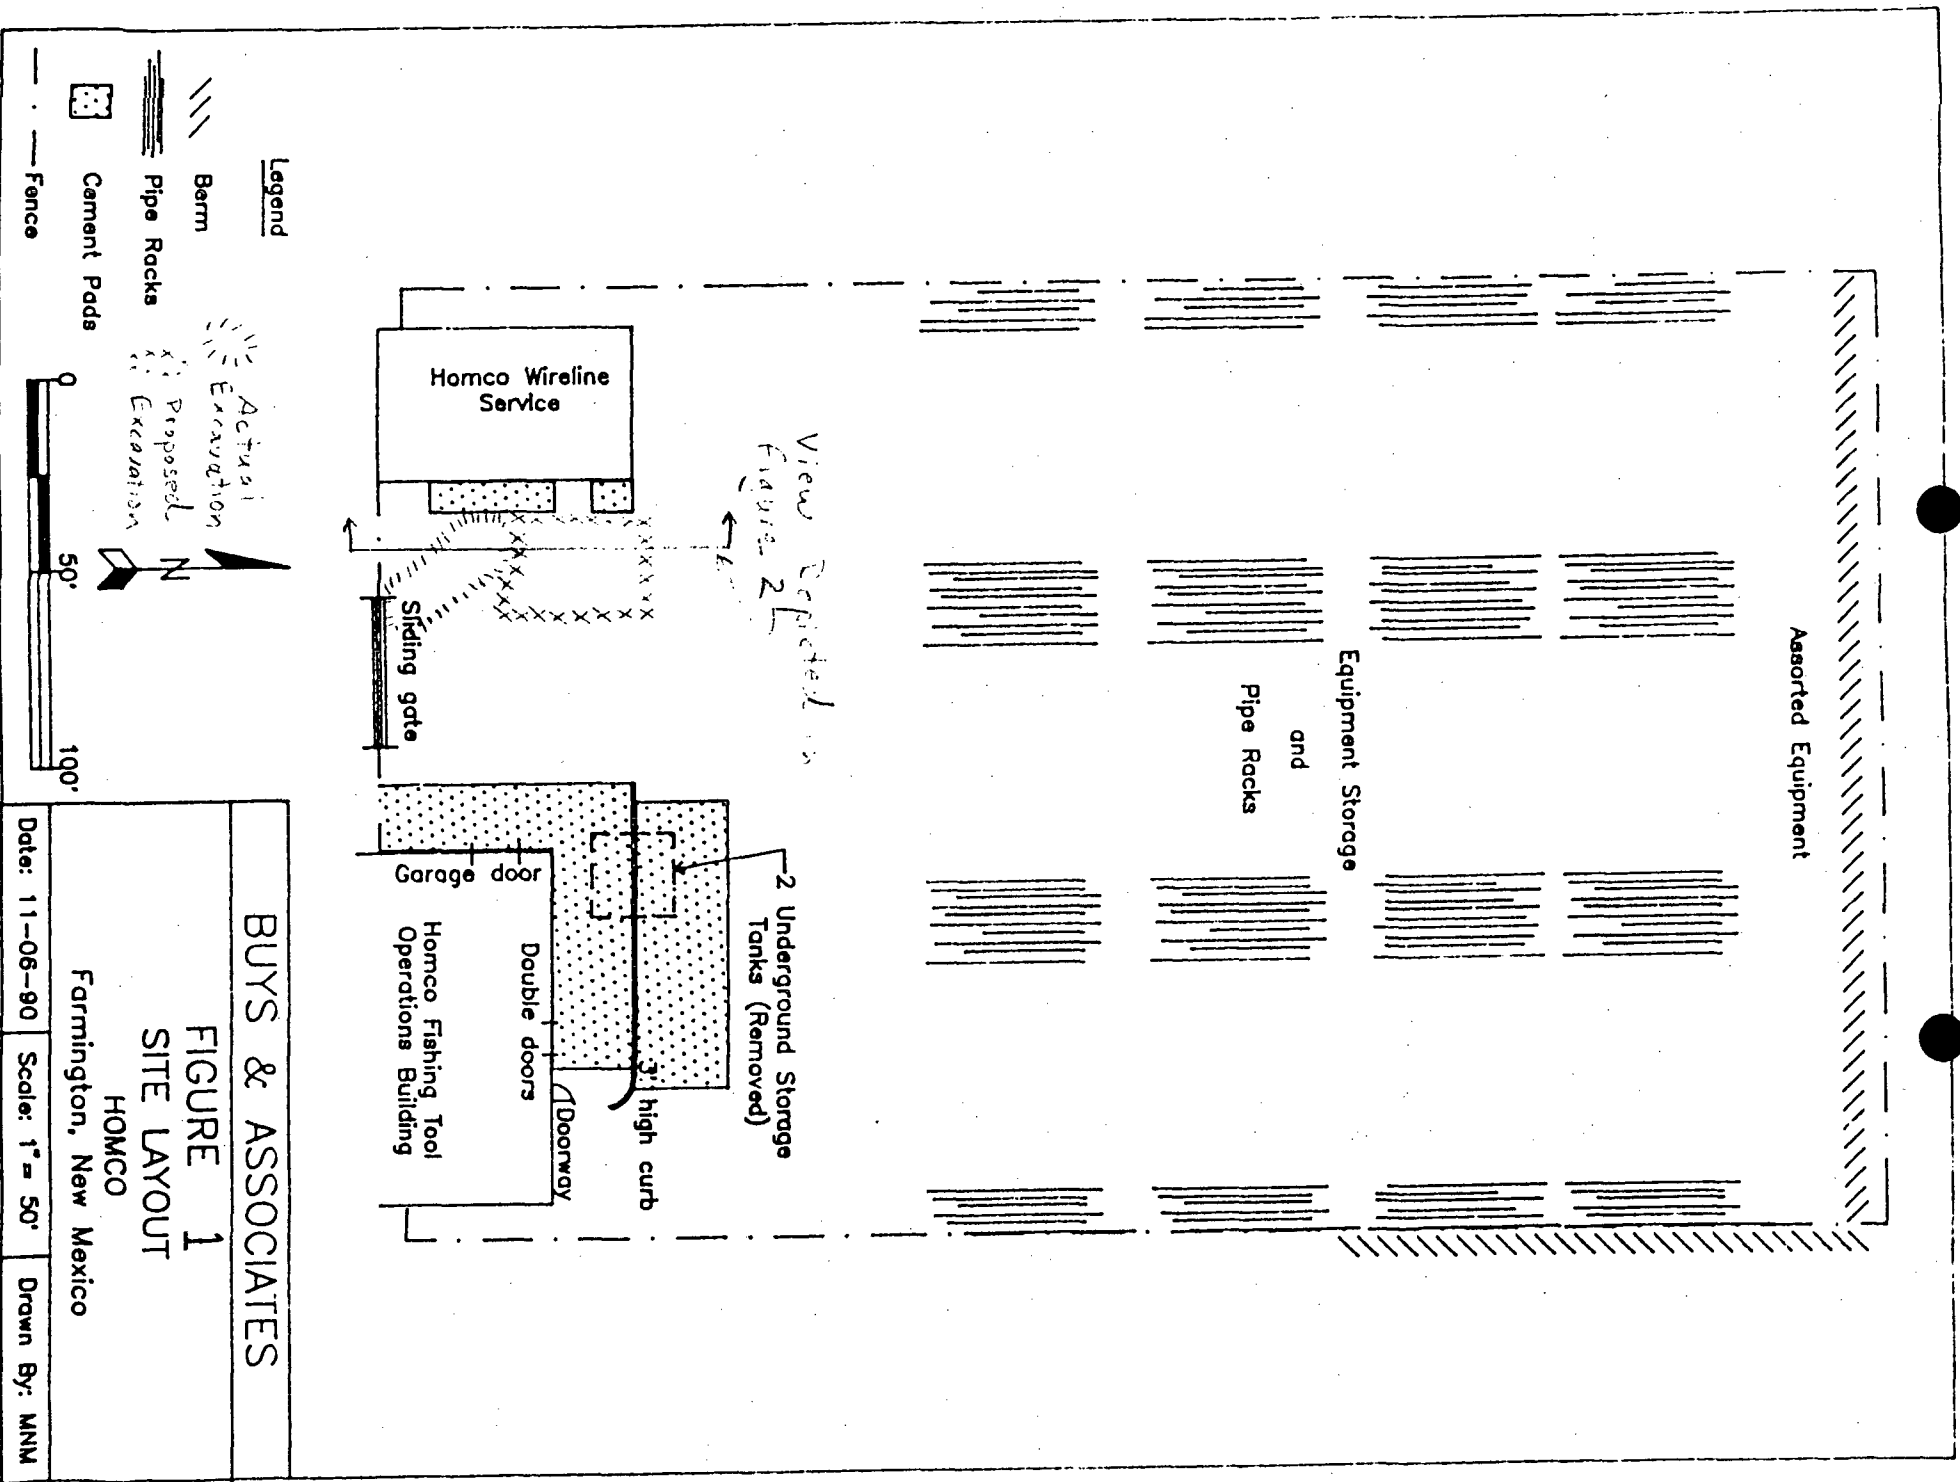 Assorted Equipment
Equipment Storage
and
Pipe Racks
2 Underground Storage
Tanks (Removed)
View Depicted in
Figure 2
3' high curb
Homco Wireline
Service
Doorway
Double doors
Garage door
Homco Fishing Tool
Operations Building
Sliding gate
Legend
Berm
Pipe Racks
Cement Pads
Fence
Actual
Excavation
Proposed
Excavation
N
0
50'
100'
BUYS & ASSOCIATES
FIGURE 1
SITE LAYOUT
HOMCO
Farmington, New Mexico
Date: 11-06-90
Scale: 1" = 50'
Drawn By: MNM